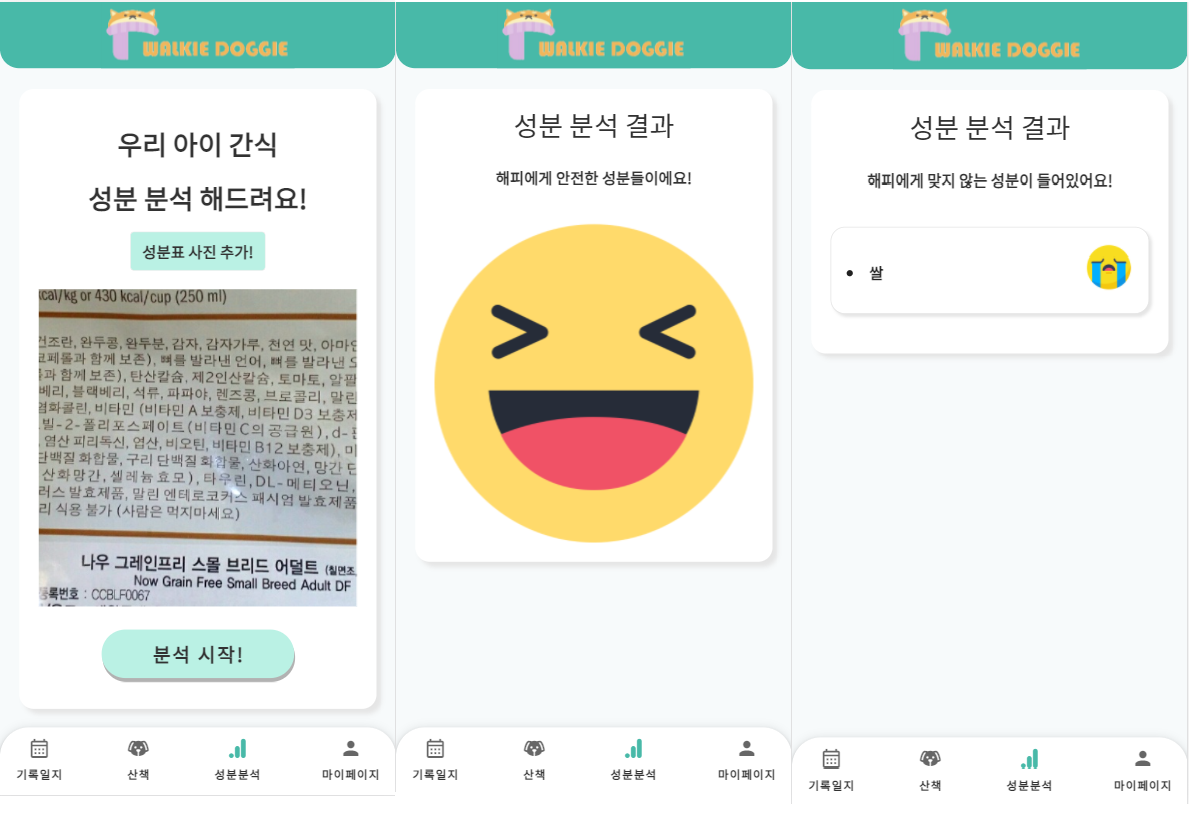 WALKIE DOGGIE
우리 아이 간식
성분 분석 해드려요!
성분표 사진 추가!
kcal/kg or 430 kcal/cup (250 ml)
건조란, 완두콩, 완두분, 감자, 감자가루, 천연 맛, 아마인
코페롤과 함께 보존), 뼈를 발라낸 언어, 뼈를 발라낸 오
과 함께 보존), 탄산칼슘, 제2인산칼슘, 토마토, 알팔
베리, 블랙베리, 석류, 파파야, 렌즈콩, 브로콜리, 말린
염화콜린, 비타민 (비타민 A 보충제, 비타민 D3 보충제
빌-2-폴리포스페이트(비타민 C의 공급원), d-판
염산 피리독신, 엽산, 비오틴, 비타민 B12 보충제), 미
단백질 화합물, 구리 단백질 화합물, 산화아연, 망간 단
산화망간, 셀레늄 효모), 타우린, DL-메티오닌,
러스 발효제품, 말린 엔테로코커스 패시엄 발효제품
리 식용 불가 (사람은 먹지마세요)
나우 그레인프리 스몰 브리드 어덜트 (칠면조,
Now Grain Free Small Breed Adult DF
등록번호 : CCBLF0067
분석 시작!
기록일지 산책 성분분석 마이페이지
WALKIE DOGGIE
성분 분석 결과
해피에게 안전한 성분들이에요!
기록일지 산책 성분분석 마이페이지
WALKIE DOGGIE
성분 분석 결과
해피에게 맞지 않는 성분이 들어있어요!
• 쌀
기록일지 산책 성분분석 마이페이지